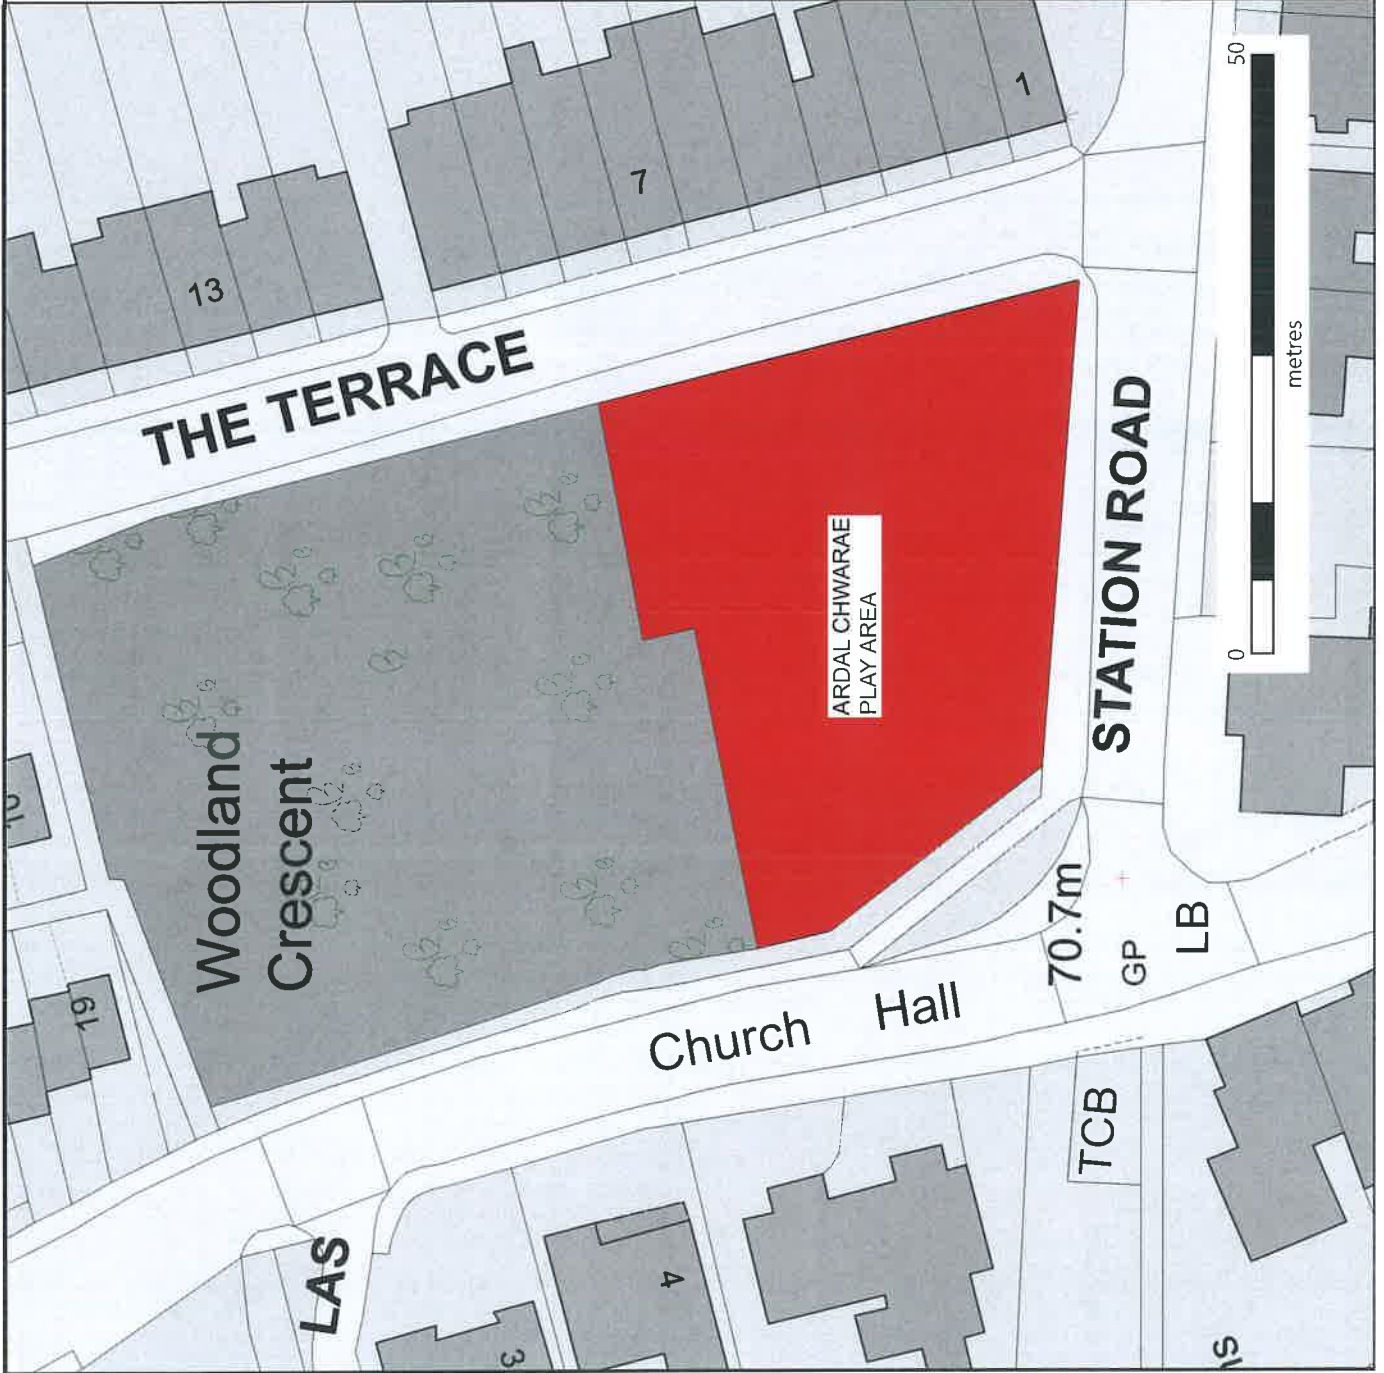 1
7
13
THE TERRACE
Woodland
Crescent
19
ARDAL CHWARAE
PLAY AREA
STATION ROAD
50
0
metres
Church Hall
70.7m
GP
LB
TCB
LAS
4
3